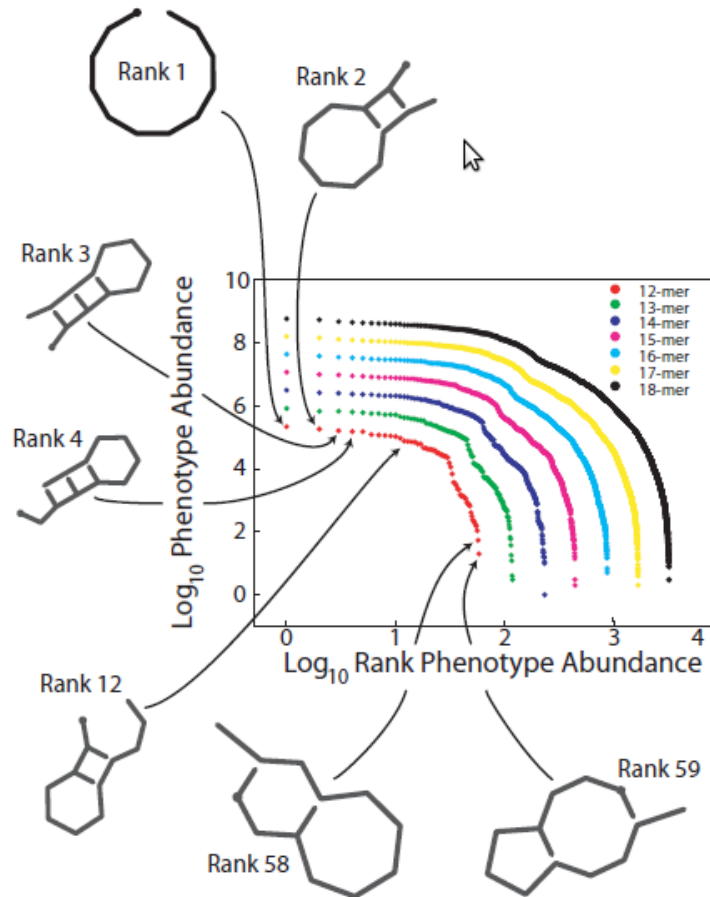 Rank 1
Rank 2
Rank 3
Rank 4
Log10 Phenotype Abundance
10
8
6
4
2
0
12-mer
13-mer
14-mer
15-mer
16-mer
17-mer
18-mer
0
1
2
3
4
Log10 Rank Phenotype Abundance
Rank 12
Rank 58
Rank 59